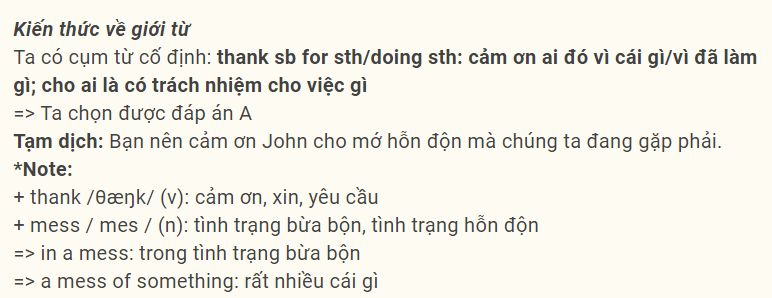 Kiến thức về giới từ
Ta có cụm từ cố định: thank sb for sth/doing sth: cảm ơn ai đó vì cái gì/vì đã làm
gì; cho ai là có trách nhiệm cho việc gì
=> Ta chọn được đáp án A
Tạm dịch: Bạn nên cảm ơn John cho mớ hỗn độn mà chúng ta đang gặp phải.
*Note:
+ thank /θæŋk/ (v): cảm ơn, xin, yêu cầu
+ mess / mes / (n): tình trạng bừa bộn, tình trạng hỗn độn
=> in a mess: trong tình trạng bừa bộn
=> a mess of something: rất nhiều cái gì